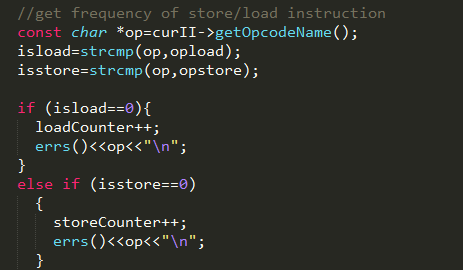 //get frequency of store/load instruction
const char *op=curII->getOpcodeName();
isload=strcmp(op,opload);
isstore=strcmp(op,opstore);

if (isload==0){
  loadCounter++;
  errs()<<op<<"\n";
}
else if (isstore==0)
  {
    storeCounter++;
    errs()<<op<<"\n";
  }